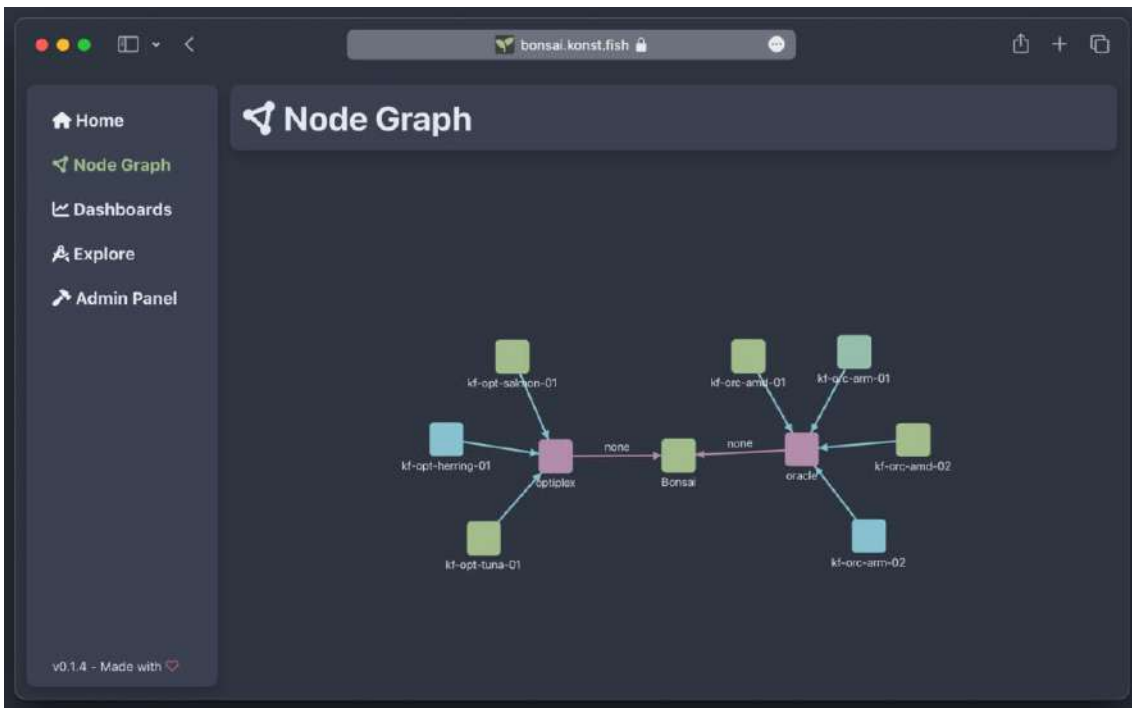 bonsai.konst.fish
Home
Node Graph
Dashboards
Explore
Admin Panel
v0.1.4 - Made with
Node Graph
kf-opt-salmon-01
kf-orc-amd-01
kf-orc-arm-01
kf-opt-herring-01
none
none
kf-orc-amd-02
optiplex
Bonsai
oracle
kf-opt-tuna-01
kf-orc-arm-02